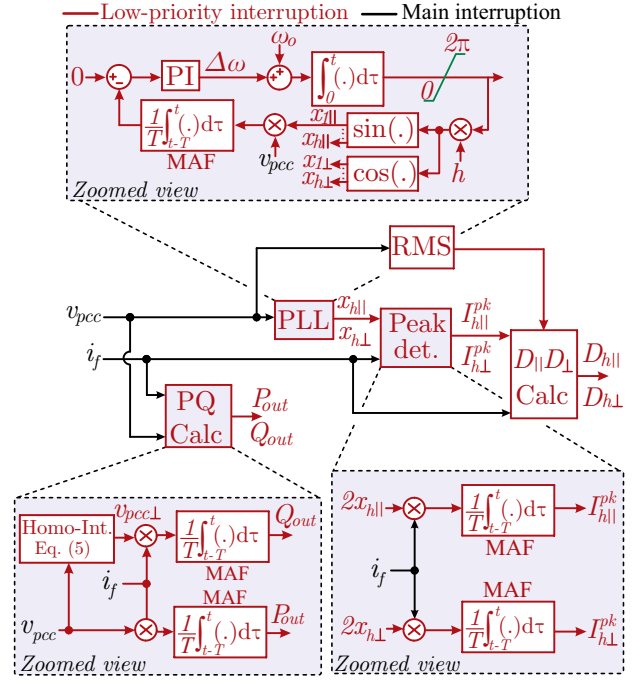 Low-priority interruption Main interruption
ω_o 2π
0 PI Δω ∫_0^t(.)dτ 0
1/T ∫_{t-T}^t(.)dτ x_{1||} sin(.)
MAF x_{h||}
v_pcc x_{1⊥} cos(.) h
x_{h⊥}
Zoomed view
RMS
v_pcc PLL x_{h||} Peak I_{h||}^{pk}
i_f x_{h⊥} det. I_{h⊥}^{pk} D_{||}D_⊥ D_{h||}
Calc D_{h⊥}
PQ P_out
Calc Q_out
Homo-Int. v_{pcc⊥} 1/T ∫_{t-T}^t(.)dτ Q_out
Eq. (5)
MAF
i_f
MAF
v_pcc 1/T ∫_{t-T}^t(.)dτ P_out
Zoomed view
2x_{h||} 1/T ∫_{t-T}^t(.)dτ I_{h||}^{pk}
MAF
i_f
MAF
2x_{h⊥} 1/T ∫_{t-T}^t(.)dτ I_{h⊥}^{pk}
Zoomed view